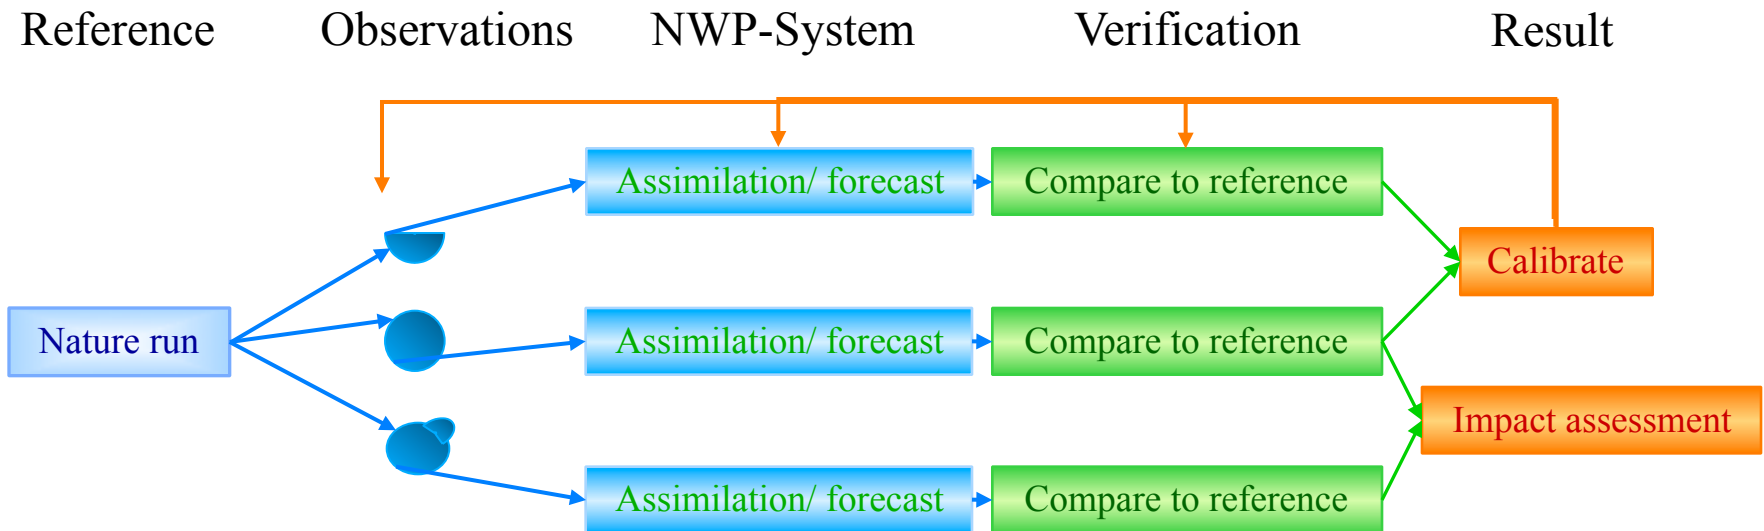 Reference
Observations
NWP-System
Verification
Result
Assimilation/ forecast
Compare to reference
Calibrate
Nature run
Assimilation/ forecast
Compare to reference
Impact assessment
Assimilation/ forecast
Compare to reference